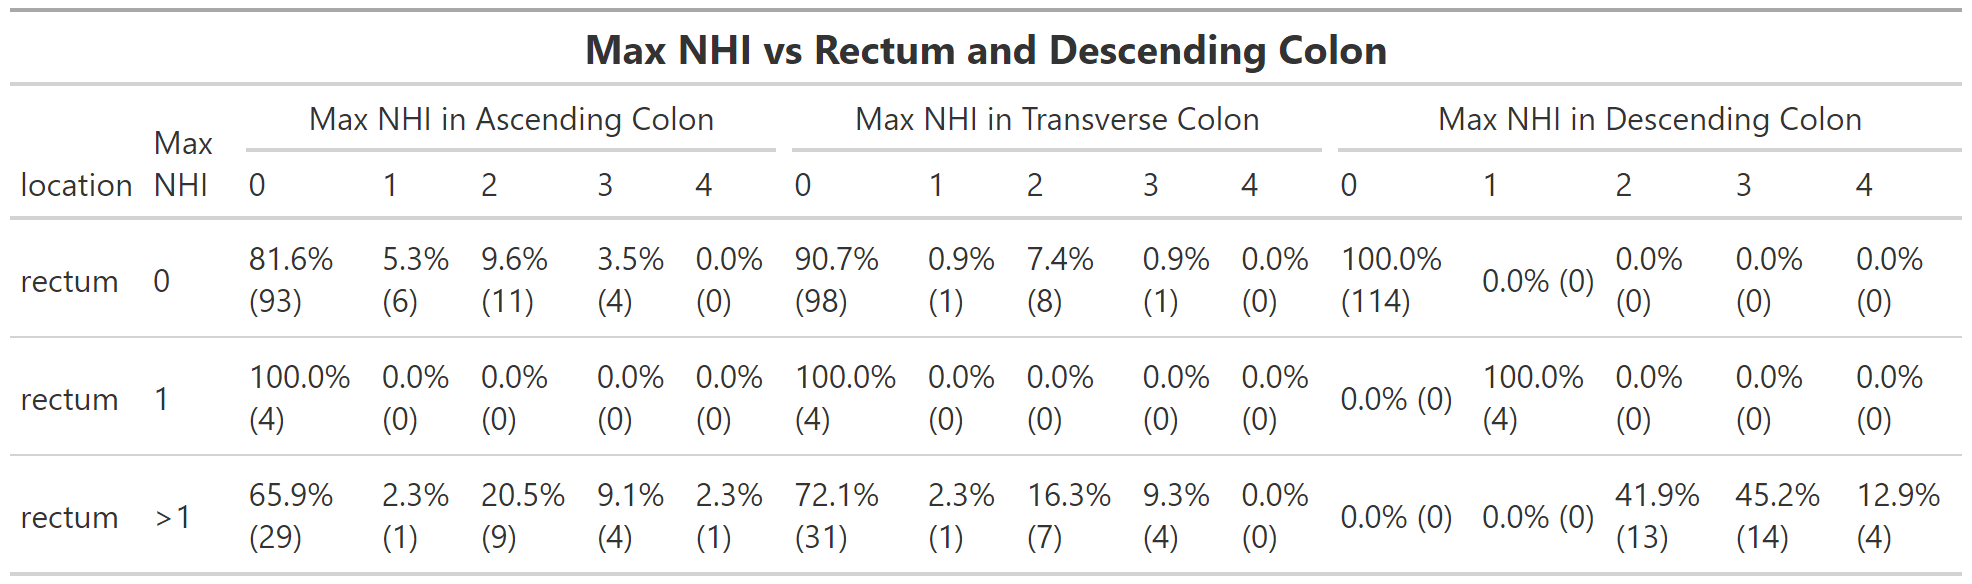 Max NHI vs Rectum and Descending Colon
Max NHI in Ascending Colon Max NHI in Transverse Colon Max NHI in Descending Colon
location Max NHI 0 1 2 3 4 0 1 2 3 4 0 1 2 3 4
rectum 0 81.6% (93) 5.3% (6) 9.6% (11) 3.5% (4) 0.0% (0) 90.7% (98) 0.9% (1) 7.4% (8) 0.9% (1) 0.0% (0) 100.0% (114) 0.0% (0) 0.0% (0) 0.0% (0) 0.0% (0)
rectum 1 100.0% (4) 0.0% (0) 0.0% (0) 0.0% (0) 0.0% (0) 100.0% (4) 0.0% (0) 0.0% (0) 0.0% (0) 0.0% (0) 0.0% (0) 100.0% (4) 0.0% (0) 0.0% (0) 0.0% (0)
rectum >1 65.9% (29) 2.3% (1) 20.5% (9) 9.1% (4) 2.3% (1) 72.1% (31) 2.3% (1) 16.3% (7) 9.3% (4) 0.0% (0) 0.0% (0) 0.0% (0) 41.9% (13) 45.2% (14) 12.9% (4)